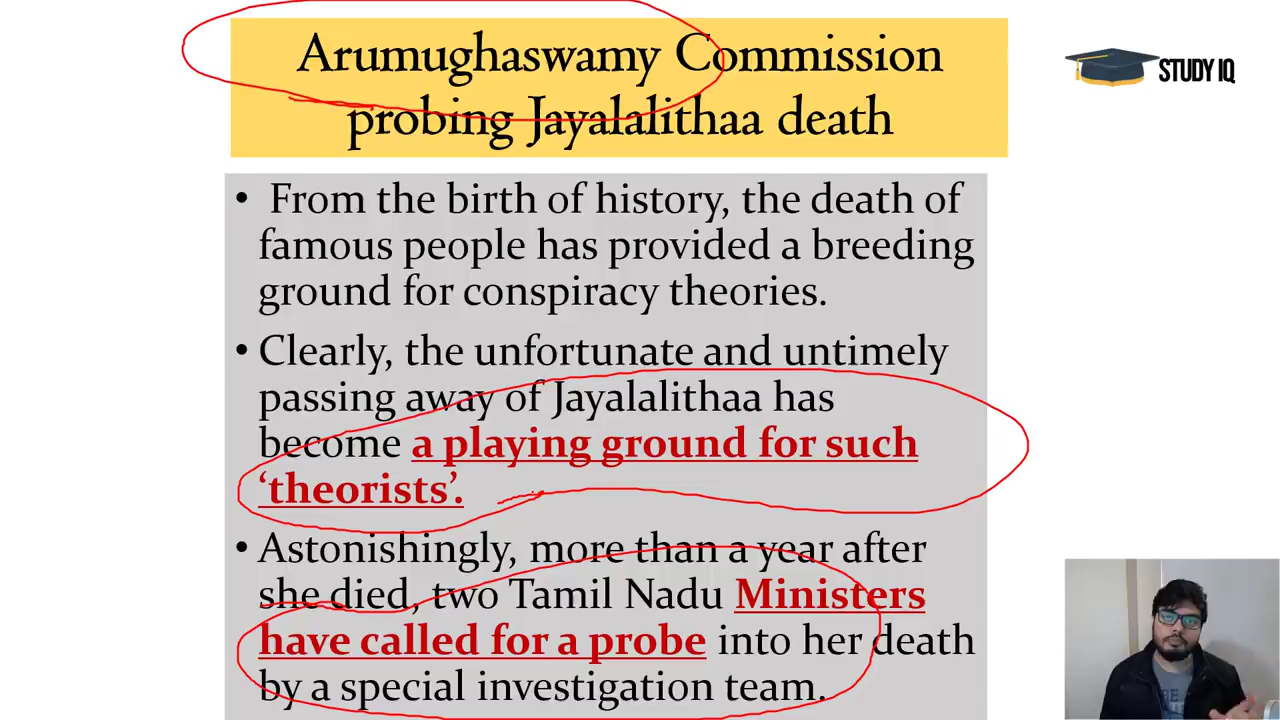 Arumughaswamy Commission
probing Jayalalithaa death
STUDY IQ
• From the birth of history, the death of
famous people has provided a breeding
ground for conspiracy theories.
• Clearly, the unfortunate and untimely
passing away of Jayalalithaa has
become a playing ground for such
‘theorists’.
• Astonishingly, more than a year after
she died, two Tamil Nadu Ministers
have called for a probe into her death
by a special investigation team.